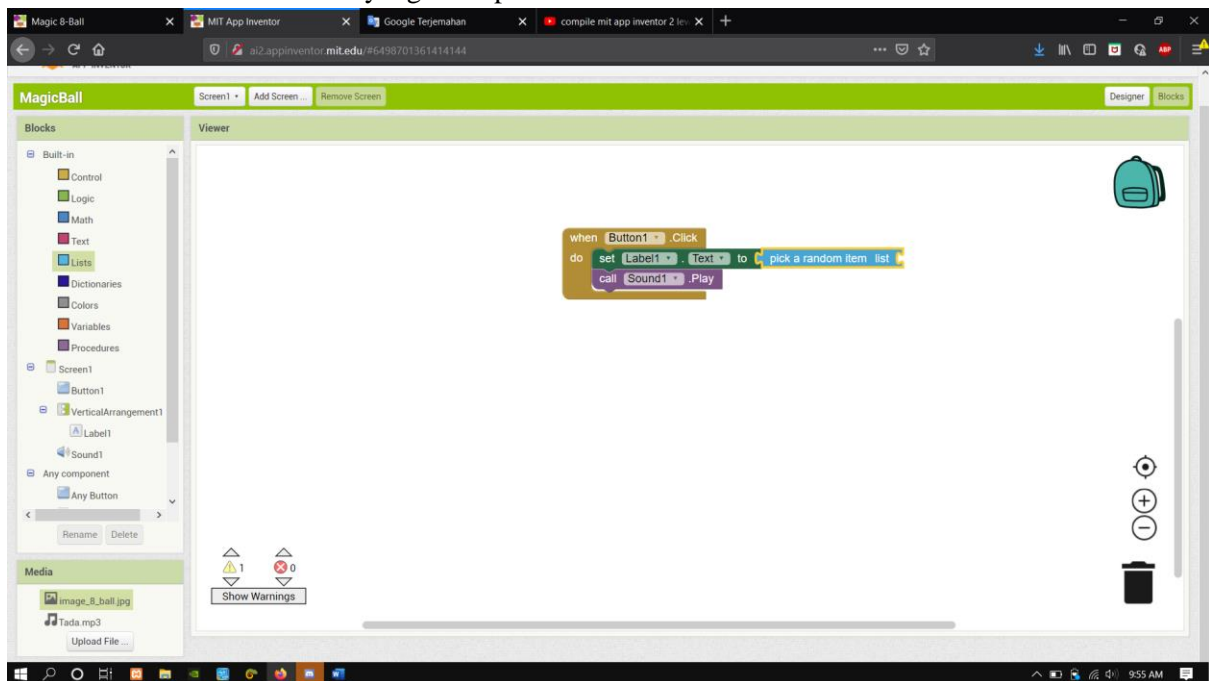 Magic 8-Ball
MIT App Inventor
Google Terjemahan
compile mit app inventor 2 lev
ai2.appinventor.mit.edu/#6498701361414144
ABP
MagicBall
Screen1
Add Screen ...
Remove Screen
Designer
Blocks
Blocks
Viewer
Built-in
Control
Logic
Math
Text
Lists
Dictionaries
Colors
Variables
Procedures
Screen1
Button1
VerticalArrangement1
Label1
Sound1
Any component
Any Button
Rename
Delete
when Button1 .Click
do set Label1 . Text to pick a random item list
call Sound1 .Play
1
0
Show Warnings
Media
image_8_ball.jpg
Tada.mp3
Upload File ...
9:55 AM